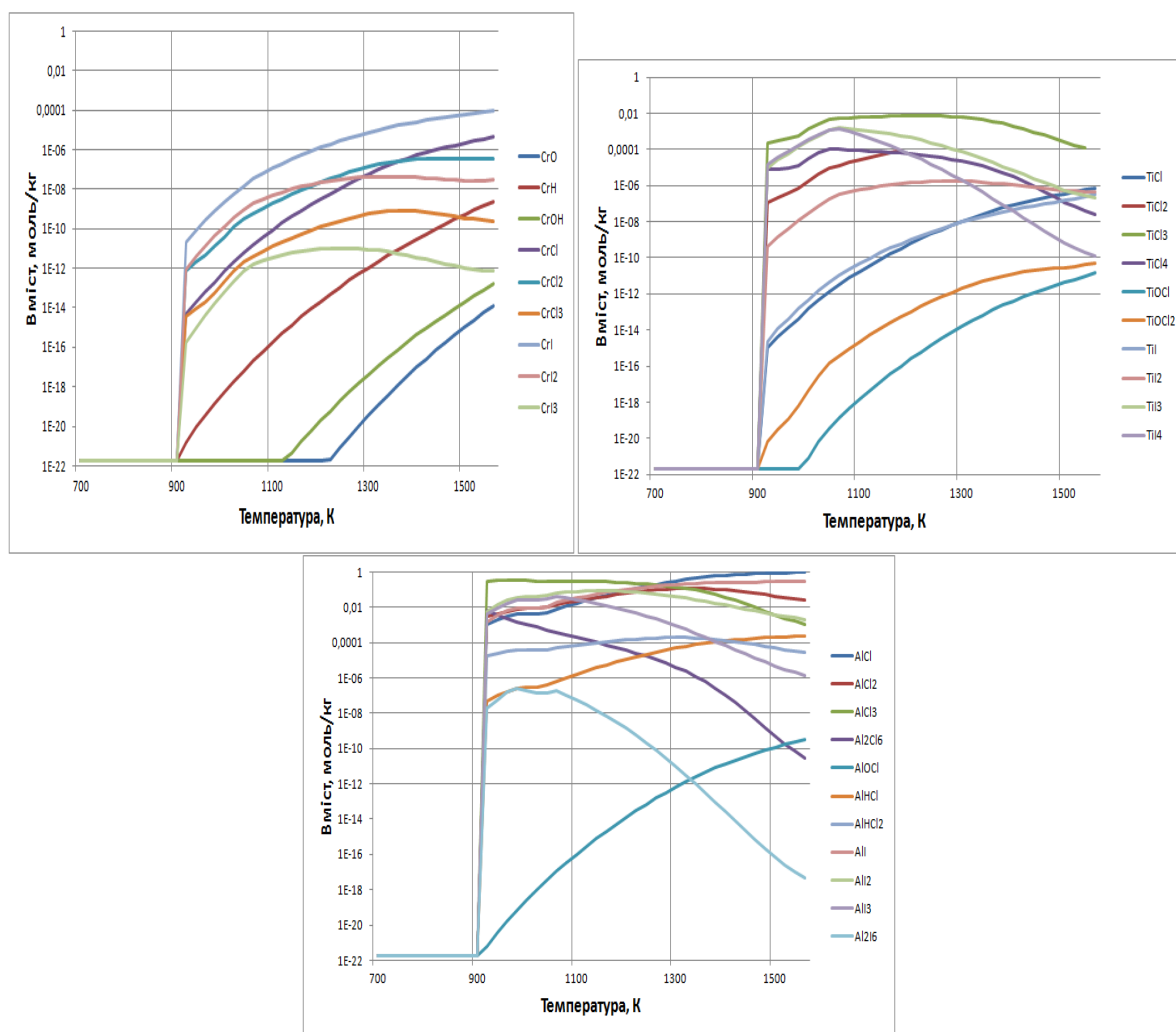 1
0,01
0,0001
1E-06
1E-08
1E-10
1E-12
1E-14
1E-16
1E-18
1E-20
1E-22
Вміст, моль/кг
700
900
1100
1300
1500
Температура, К
CrO
CrH
CrOH
CrCl
CrCl2
CrCl3
CrI
CrI2
CrI3
1
0,01
0,0001
1E-06
1E-08
1E-10
1E-12
1E-14
1E-16
1E-18
1E-20
1E-22
Вміст, моль/кг
700
900
1100
1300
1500
Температура, К
TiCl
TiCl2
TiCl3
TiCl4
TiOCl
TiOCl2
TiI
TiI2
TiI3
TiI4
1
0,01
0,0001
1E-06
1E-08
1E-10
1E-12
1E-14
1E-16
1E-18
1E-20
1E-22
Вміст, моль/кг
700
900
1100
1300
1500
Температура, К
AlCl
AlCl2
AlCl3
Al2Cl6
AlOCl
AlHCl
AlHCl2
AlI
AlI2
AlI3
Al2I6